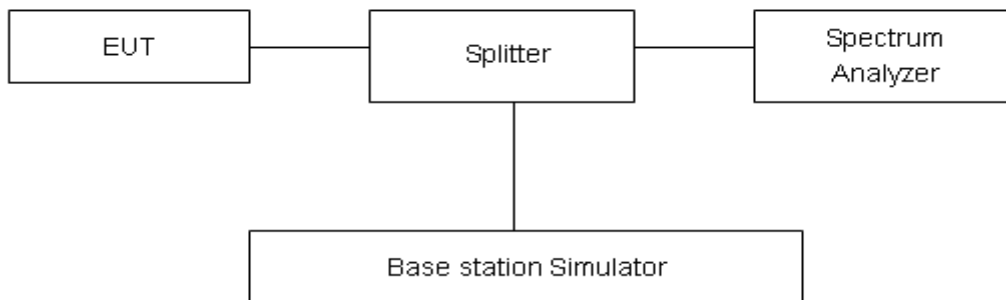 EUT
Splitter
Spectrum
Analyzer
Base station Simulator